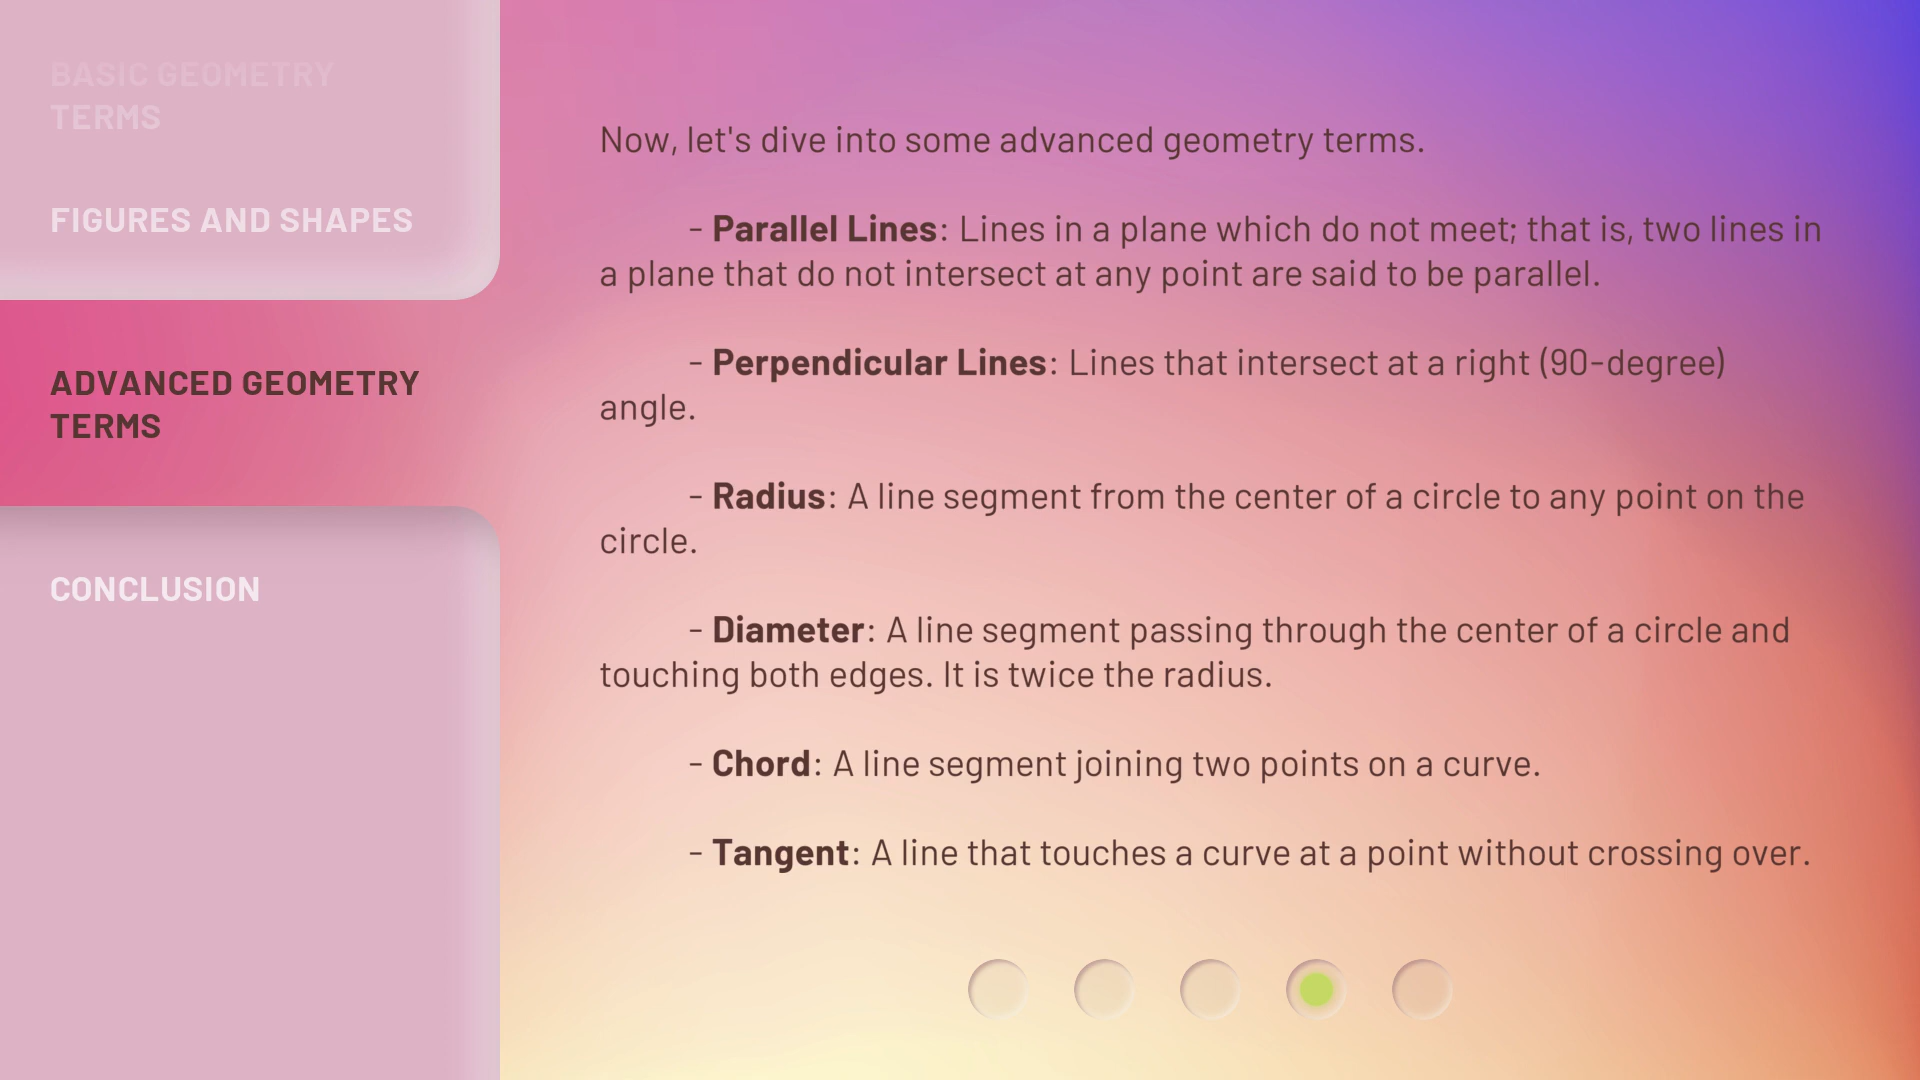 BASIC GEOMETRY
TERMS
FIGURES AND SHAPES
ADVANCED GEOMETRY
TERMS
CONCLUSION
Now, let's dive into some advanced geometry terms.
- Parallel Lines: Lines in a plane which do not meet; that is, two lines in
a plane that do not intersect at any point are said to be parallel.
- Perpendicular Lines: Lines that intersect at a right (90-degree)
angle.
- Radius: A line segment from the center of a circle to any point on the
circle.
- Diameter: A line segment passing through the center of a circle and
touching both edges. It is twice the radius.
- Chord: A line segment joining two points on a curve.
- Tangent: A line that touches a curve at a point without crossing over.